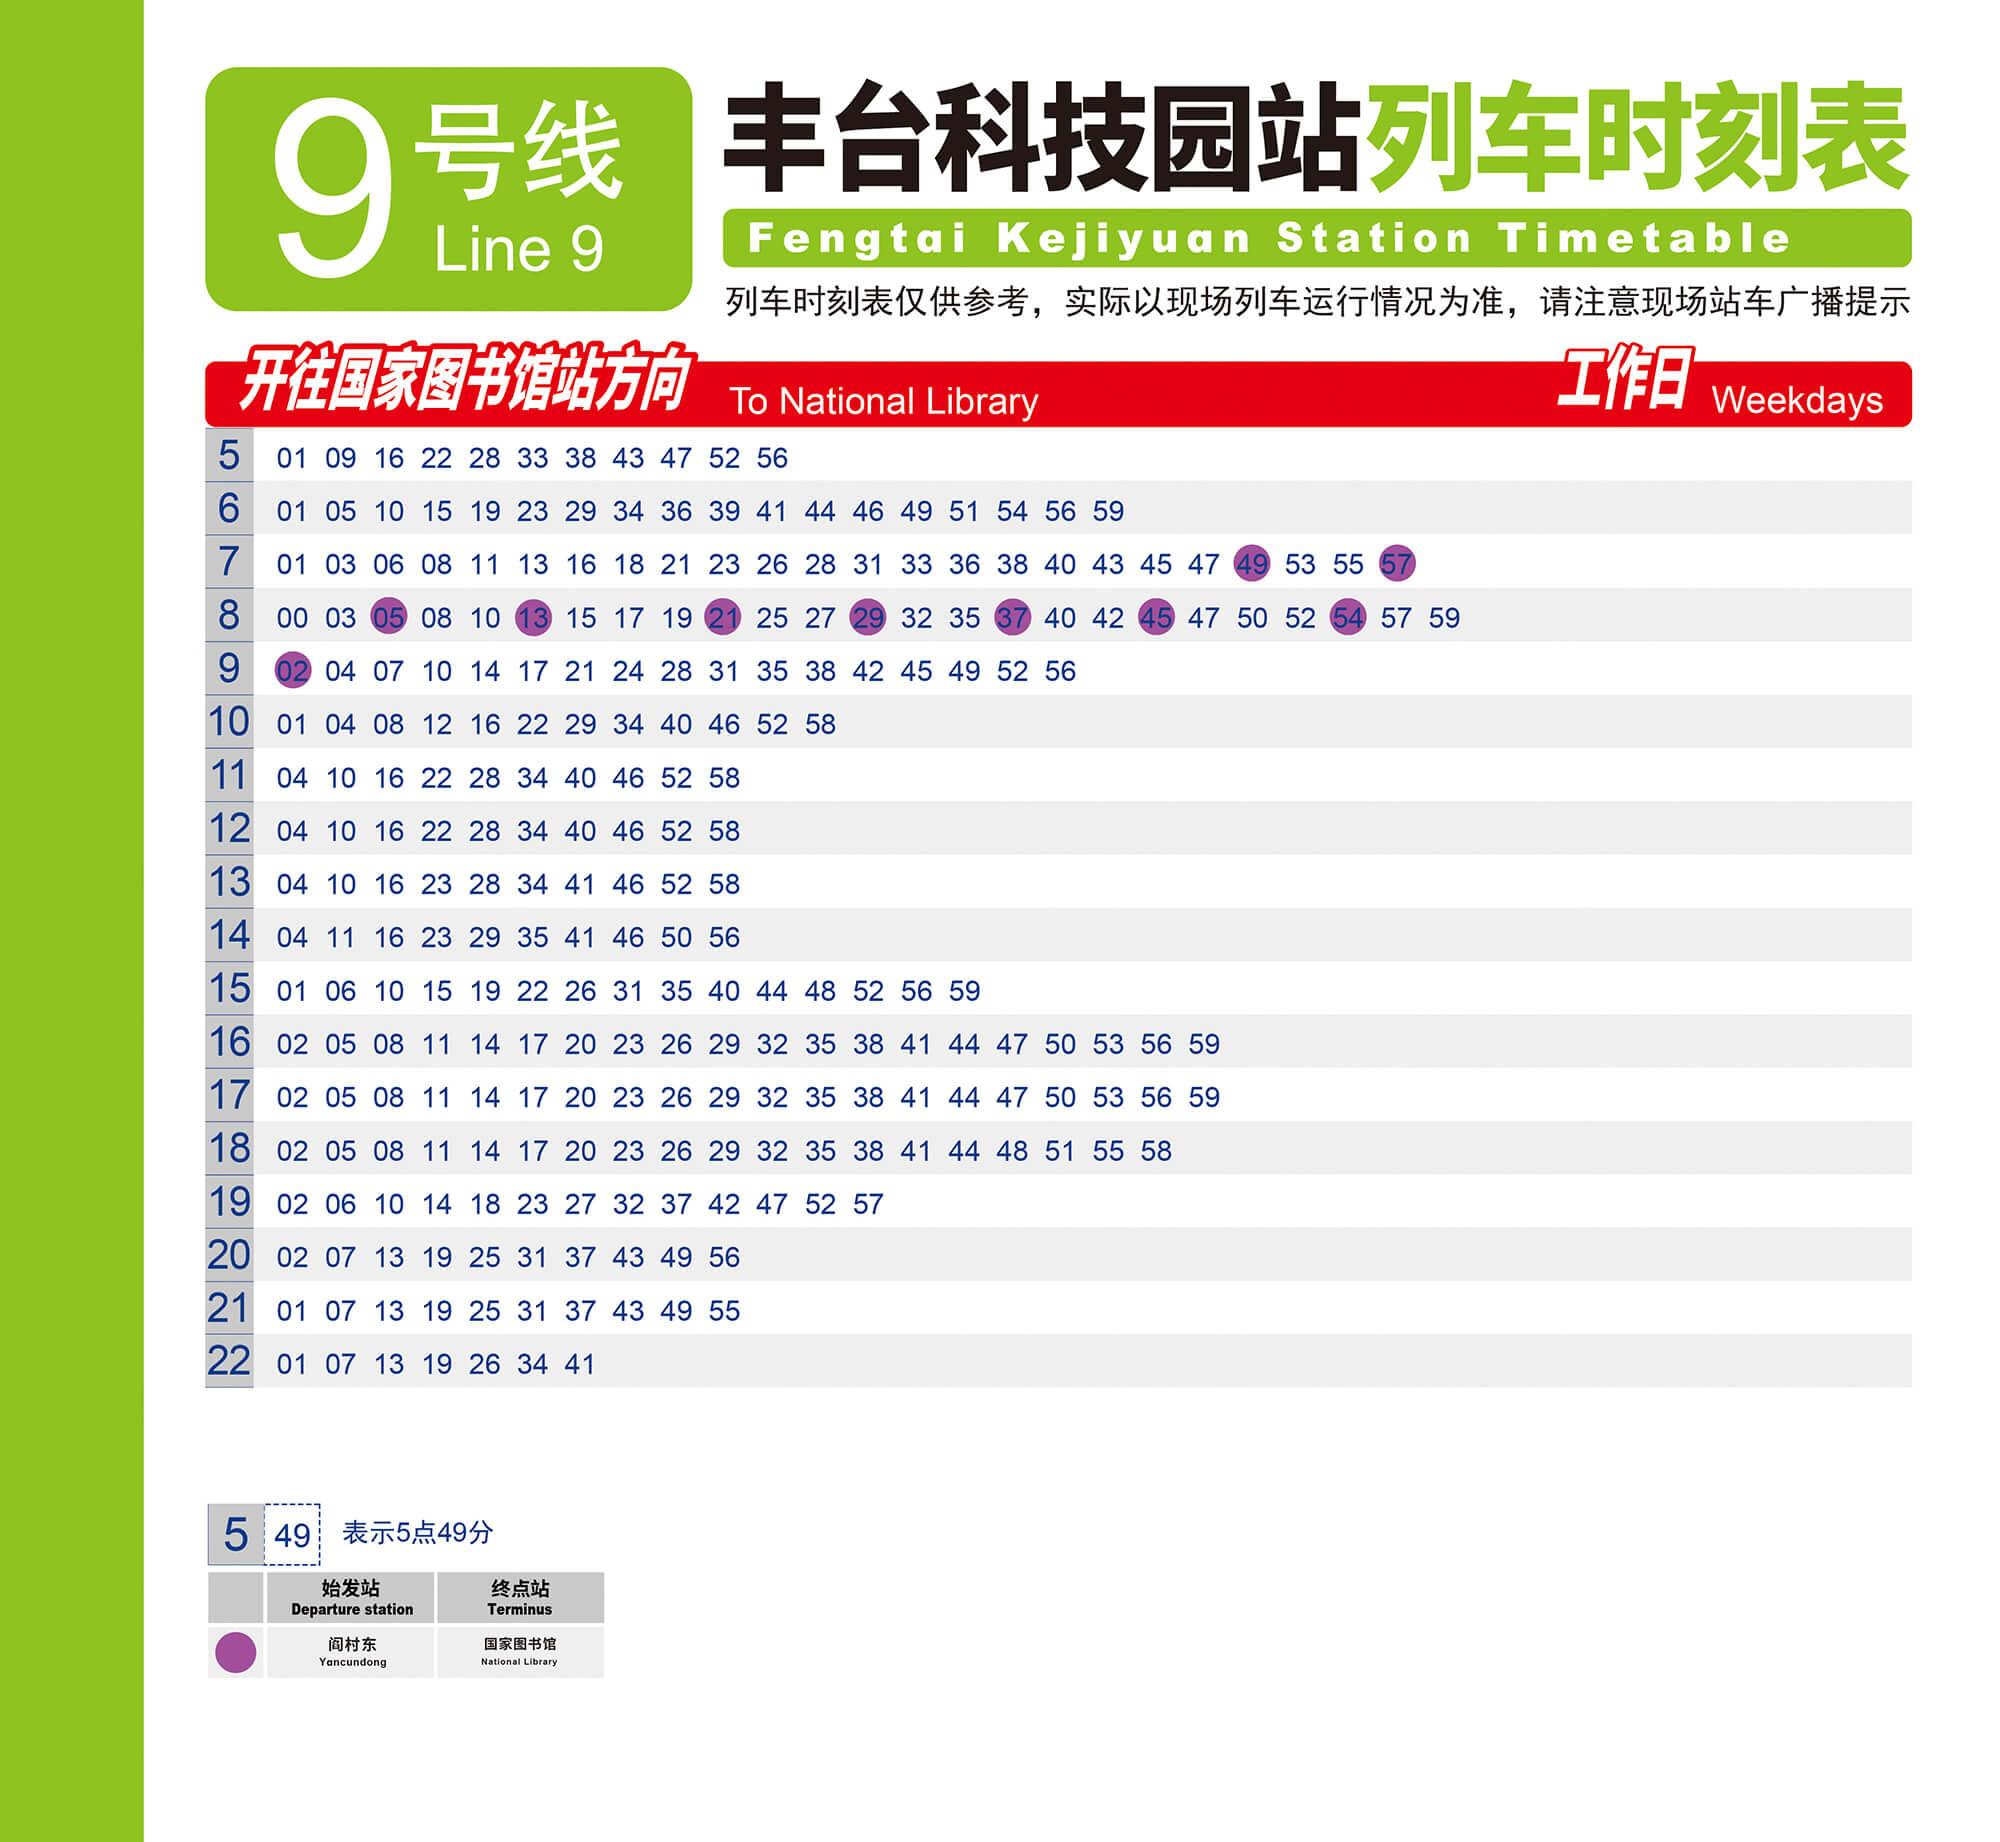 9号线
Line 9
丰台科技园站列车时刻表
Fengtai Kejiyuan Station Timetable
列车时刻表仅供参考，实际以现场列车运行情况为准，请注意现场站车广播提示
开往国家图书馆站方向 To National Library 工作日 Weekdays
5 01 09 16 22 28 33 38 43 47 52 56
6 01 05 10 15 19 23 29 34 36 39 41 44 46 49 51 54 56 59
7 01 03 06 08 11 13 16 18 21 23 26 28 31 33 36 38 40 43 45 47 49 53 55 57
8 00 03 05 08 10 13 15 17 19 21 25 27 29 32 35 37 40 42 45 47 50 52 54 57 59
9 02 04 07 10 14 17 21 24 28 31 35 38 42 45 49 52 56
10 01 04 08 12 16 22 29 34 40 46 52 58
11 04 10 16 22 28 34 40 46 52 58
12 04 10 16 22 28 34 40 46 52 58
13 04 10 16 23 28 34 41 46 52 58
14 04 11 16 23 29 35 41 46 50 56
15 01 06 10 15 19 22 26 31 35 40 44 48 52 56 59
16 02 05 08 11 14 17 20 23 26 29 32 35 38 41 44 47 50 53 56 59
17 02 05 08 11 14 17 20 23 26 29 32 35 38 41 44 47 50 53 56 59
18 02 05 08 11 14 17 20 23 26 29 32 35 38 41 44 48 51 55 58
19 02 06 10 14 18 23 27 32 37 42 47 52 57
20 02 07 13 19 25 31 37 43 49 56
21 01 07 13 19 25 31 37 43 49 55
22 01 07 13 19 26 34 41
5 49 表示5点49分
始发站 终点站
Departure station Terminus
阎村东 国家图书馆
Yancundong National Library